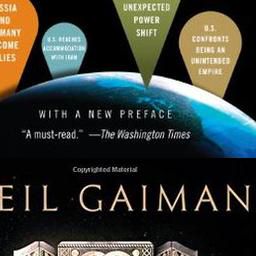 SSIA
ND
MANY
COME
LIES
U.S. REACHES
ACCOMMODATION
WITH IRAN
UNEXPECTED
POWER
SHIFT
U.S.
CONFRONTS
BEING AN
UNINTENDED
EMPIRE
WITH A NEW PREFACE
"A must-read." —The Washington Times
Copyrighted Material
EIL GAIMAN